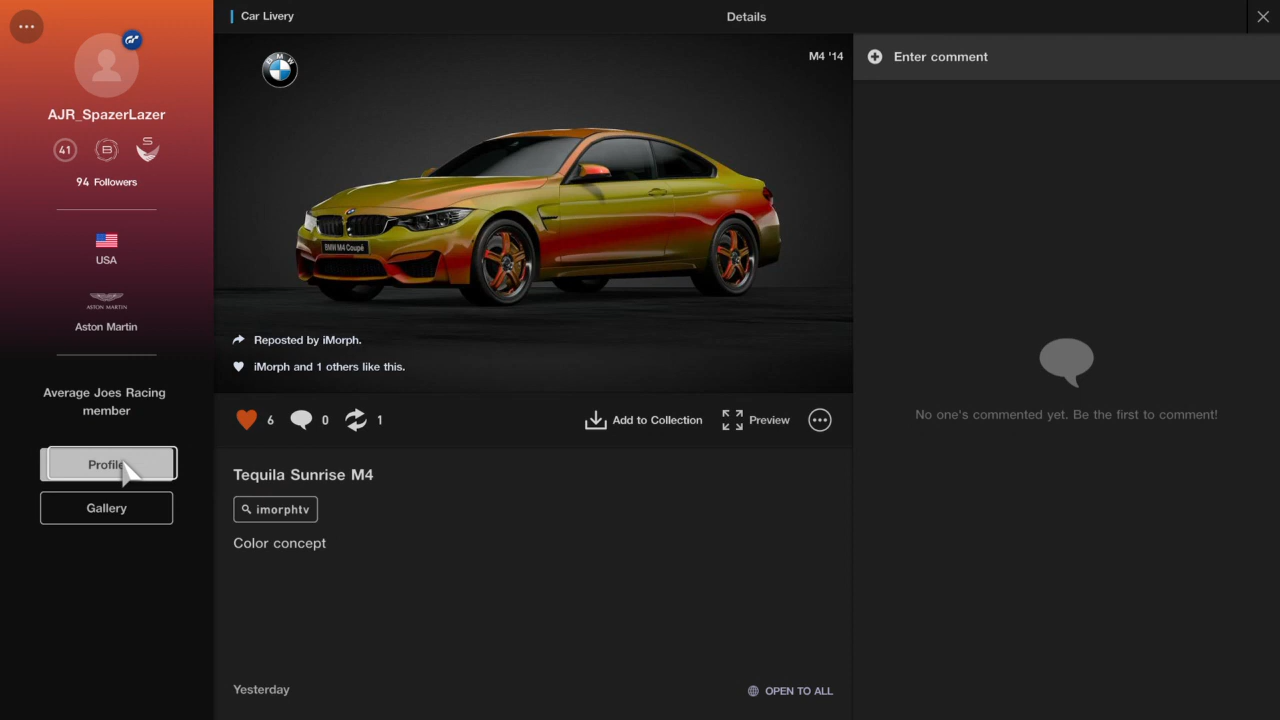 Car Livery
Details
AJR_SpazerLazer
41 B S
94 Followers
USA
ASTON MARTIN
Aston Martin
Average Joes Racing
member
Profile
Gallery
BMW
M4 '14
BMW M4 Coupé
Reposted by iMorph.
iMorph and 1 others like this.
6 0 1 Add to Collection Preview
Tequila Sunrise M4
imorphtv
Color concept
Yesterday
OPEN TO ALL
Enter comment
No one's commented yet. Be the first to comment!